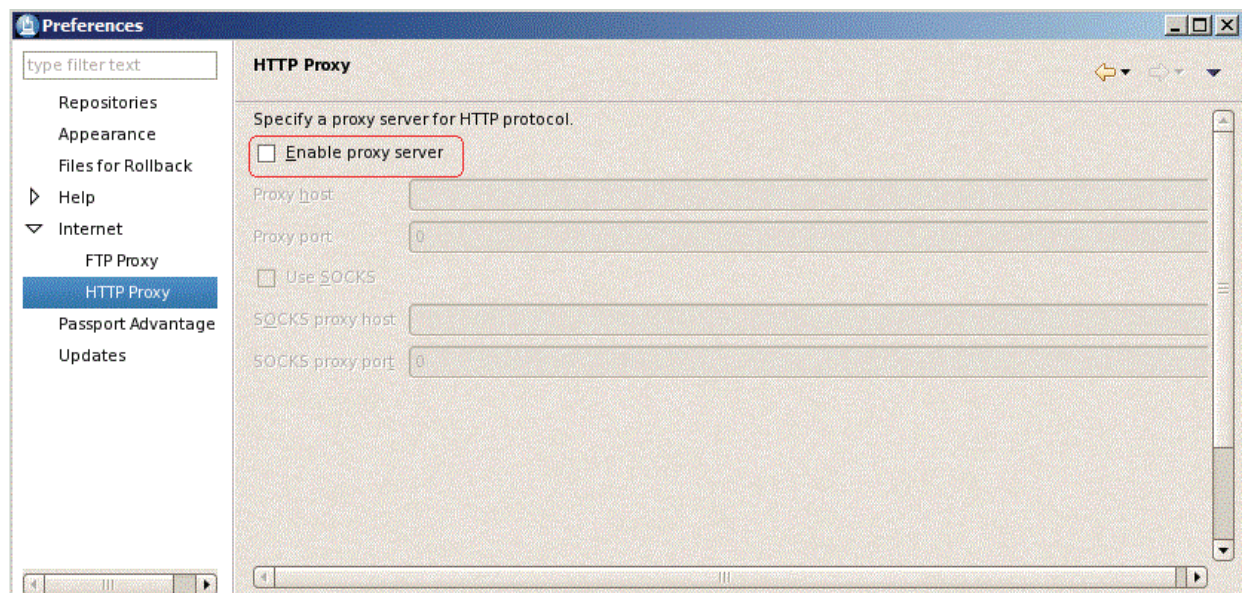 Preferences
type filter text
Repositories
Appearance
Files for Rollback
Help
Internet
FTP Proxy
HTTP Proxy
Passport Advantage
Updates
HTTP Proxy
Specify a proxy server for HTTP protocol.
Enable proxy server
Proxy host
Proxy port 0
Use SOCKS
SOCKS proxy host
SOCKS proxy port 0